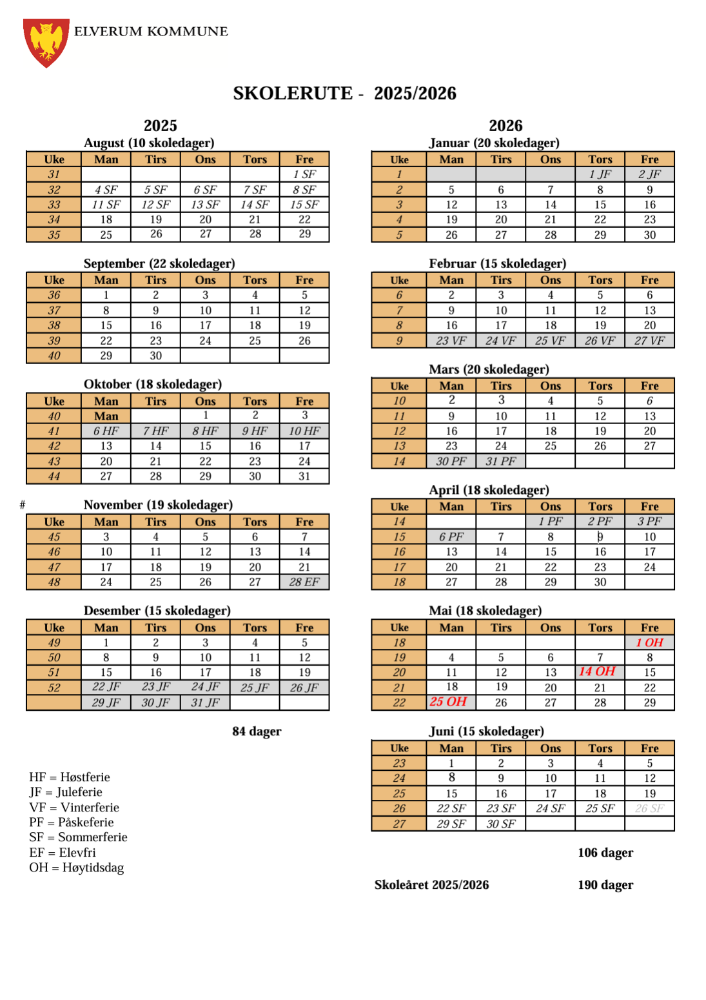 ELVERUM KOMMUNE
SKOLERUTE - 2025/2026
2025
August (10 skoledager)
Uke Man Tirs Ons Tors Fre
31 1 SF
32 4 SF 5 SF 6 SF 7 SF 8 SF
33 11 SF 12 SF 13 SF 14 SF 15 SF
34 18 19 20 21 22
35 25 26 27 28 29
September (22 skoledager)
Uke Man Tirs Ons Tors Fre
36 1 2 3 4 5
37 8 9 10 11 12
38 15 16 17 18 19
39 22 23 24 25 26
40 29 30
Oktober (18 skoledager)
Uke Man Tirs Ons Tors Fre
40 Man 1 2 3
41 6 HF 7 HF 8 HF 9 HF 10 HF
42 13 14 15 16 17
43 20 21 22 23 24
44 27 28 29 30 31
# November (19 skoledager)
Uke Man Tirs Ons Tors Fre
45 3 4 5 6 7
46 10 11 12 13 14
47 17 18 19 20 21
48 24 25 26 27 28 EF
Desember (15 skoledager)
Uke Man Tirs Ons Tors Fre
49 1 2 3 4 5
50 8 9 10 11 12
51 15 16 17 18 19
52 22 JF 23 JF 24 JF 25 JF 26 JF
29 JF 30 JF 31 JF
84 dager
HF = Høstferie
JF = Juleferie
VF = Vinterferie
PF = Påskeferie
SF = Sommerferie
EF = Elevfri
OH = Høytidsdag
2026
Januar (20 skoledager)
Uke Man Tirs Ons Tors Fre
1 1 JF 2 JF
2 5 6 7 8 9
3 12 13 14 15 16
4 19 20 21 22 23
5 26 27 28 29 30
Februar (15 skoledager)
Uke Man Tirs Ons Tors Fre
6 2 3 4 5 6
7 9 10 11 12 13
8 16 17 18 19 20
9 23 VF 24 VF 25 VF 26 VF 27 VF
Mars (20 skoledager)
Uke Man Tirs Ons Tors Fre
10 2 3 4 5 6
11 9 10 11 12 13
12 16 17 18 19 20
13 23 24 25 26 27
14 30 PF 31 PF
April (18 skoledager)
Uke Man Tirs Ons Tors Fre
14 1 PF 2 PF 3 PF
15 6 PF 7 8 9 10
16 13 14 15 16 17
17 20 21 22 23 24
18 27 28 29 30
Mai (18 skoledager)
Uke Man Tirs Ons Tors Fre
18 1 OH
19 4 5 6 7 8
20 11 12 13 14 OH 15
21 18 19 20 21 22
22 25 OH 26 27 28 29
Juni (15 skoledager)
Uke Man Tirs Ons Tors Fre
23 1 2 3 4 5
24 8 9 10 11 12
25 15 16 17 18 19
26 22 SF 23 SF 24 SF 25 SF 26 SF
27 29 SF 30 SF
106 dager
Skoleåret 2025/2026 190 dager